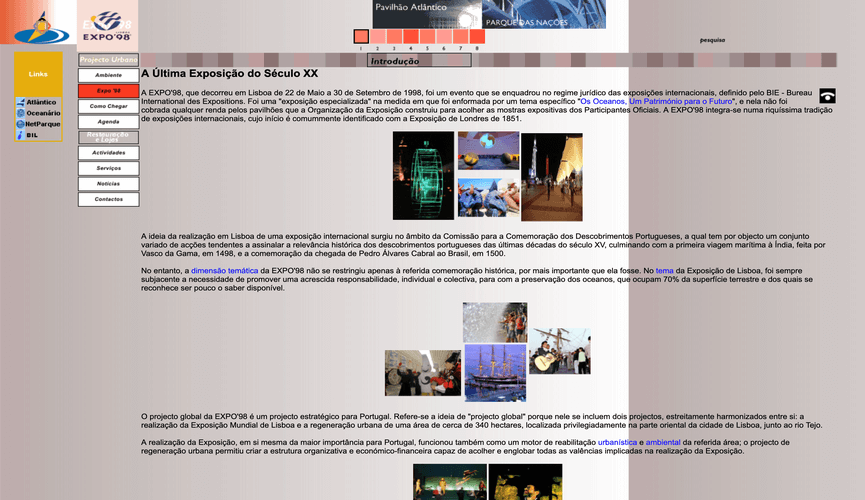 Pavilhão Atlântico
PARQUE DAS NAÇÕES
EXPO'98
1 2 3 4 5 6 7 8
pesquisa
Introdução
Links
Atlântico
Oceanário
NetParque
BIL
Projecto Urbano
Ambiente
Expo '98
Como Chegar
Agenda
Restauração
e Lojas
Actividades
Serviços
Notícias
Contactos
A Última Exposição do Século XX
A EXPO'98, que decorreu em Lisboa de 22 de Maio a 30 de Setembro de 1998, foi um evento que se enquadrou no regime jurídico das exposições internacionais, definido pelo BIE - Bureau
International des Expositions. Foi uma "exposição especializada" na medida em que foi enformada por um tema específico "Os Oceanos, Um Património para o Futuro", e nela não foi
cobrada qualquer renda pelos pavilhões que a Organização da Exposição construiu para acolher as mostras expositivas dos Participantes Oficiais. A EXPO'98 integra-se numa riquíssima tradição
de exposições internacionais, cujo início é comummente identificado com a Exposição de Londres de 1851.
A ideia da realização em Lisboa de uma exposição internacional surgiu no âmbito da Comissão para a Comemoração dos Descobrimentos Portugueses, a qual tem por objecto um conjunto
variado de acções tendentes a assinalar a relevância histórica dos descobrimentos portugueses das últimas décadas do século XV, culminando com a primeira viagem marítima à Índia, feita por
Vasco da Gama, em 1498, e a comemoração da chegada de Pedro Álvares Cabral ao Brasil, em 1500.
No entanto, a dimensão temática da EXPO'98 não se restringiu apenas à referida comemoração histórica, por mais importante que ela fosse. No tema da Exposição de Lisboa, foi sempre
subjacente a necessidade de promover uma acrescida responsabilidade, individual e colectiva, para com a preservação dos oceanos, que ocupam 70% da superfície terrestre e dos quais se
reconhece ser pouco o saber disponível.
O projecto global da EXPO'98 é um projecto estratégico para Portugal. Refere-se a ideia de "projecto global" porque nele se incluem dois projectos, estreitamente harmonizados entre si: a
realização da Exposição Mundial de Lisboa e a regeneração urbana de uma área de cerca de 340 hectares, localizada privilegiadamente na parte oriental da cidade de Lisboa, junto ao rio Tejo.
A realização da Exposição, em si mesma da maior importância para Portugal, funcionou também como um motor de reabilitação urbanística e ambiental da referida área; o projecto de
regeneração urbana permitiu criar a estrutura organizativa e económico-financeira capaz de acolher e englobar todas as valências implicadas na realização da Exposição.